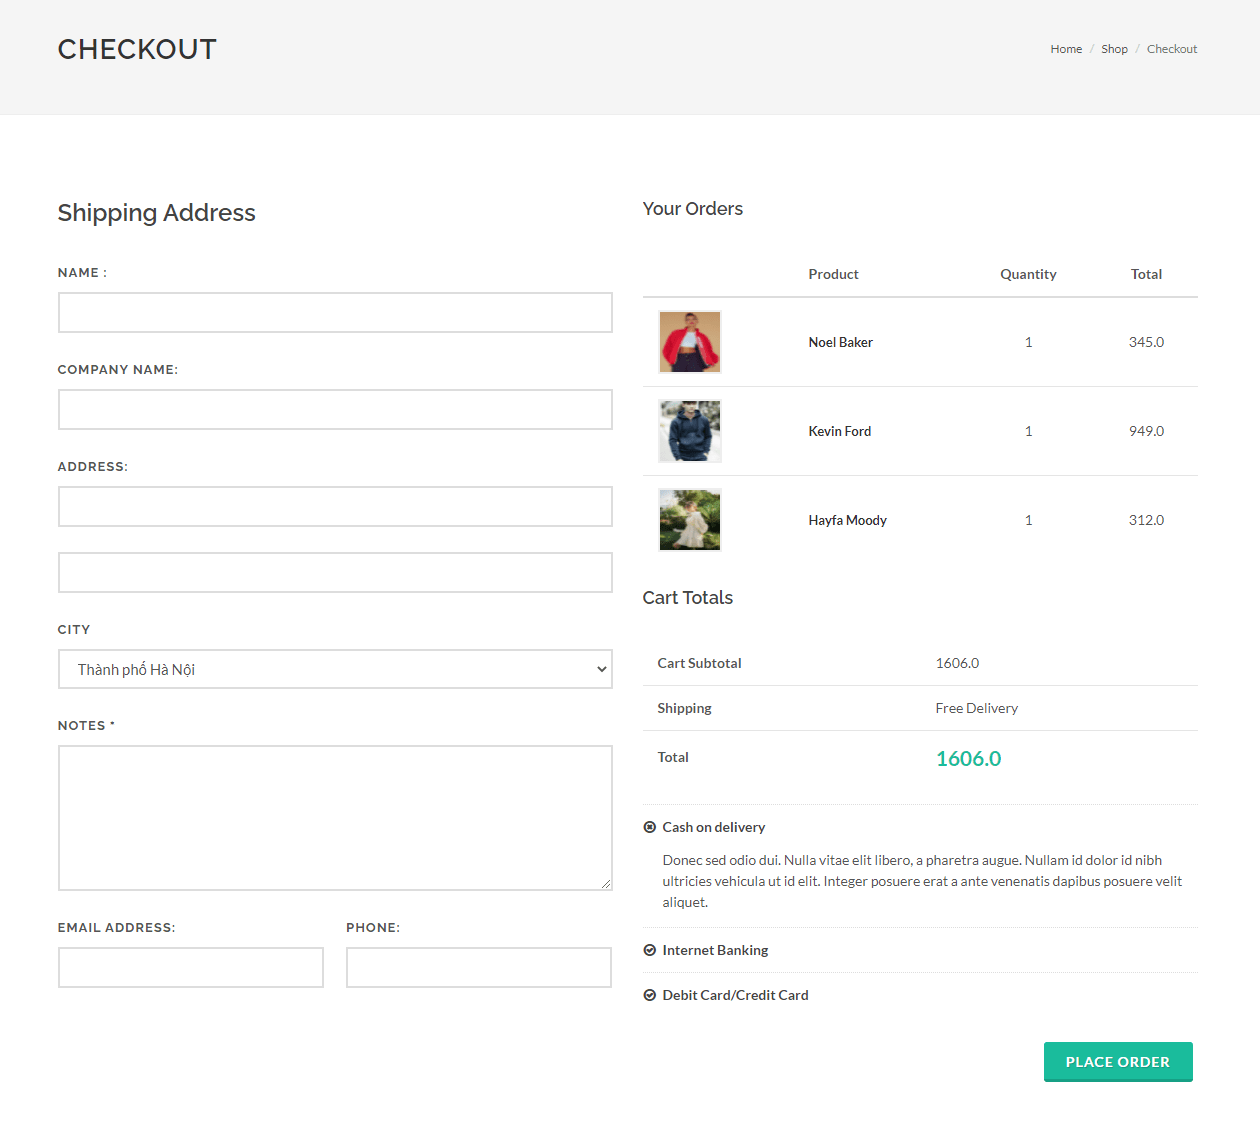 CHECKOUT
Home / Shop / Checkout
Shipping Address
NAME :
COMPANY NAME:
ADDRESS:
CITY
Thành phố Hà Nội
NOTES *
EMAIL ADDRESS: PHONE:
Your Orders
Product Quantity Total
Noel Baker 1 345.0
Kevin Ford 1 949.0
Hayfa Moody 1 312.0
Cart Totals
Cart Subtotal 1606.0
Shipping Free Delivery
Total 1606.0
Cash on delivery
Donec sed odio dui. Nulla vitae elit libero, a pharetra augue. Nullam id dolor id nibh
ultricies vehicula ut id elit. Integer posuere erat a ante venenatis dapibus posuere velit
aliquet.
Internet Banking
Debit Card/Credit Card
PLACE ORDER